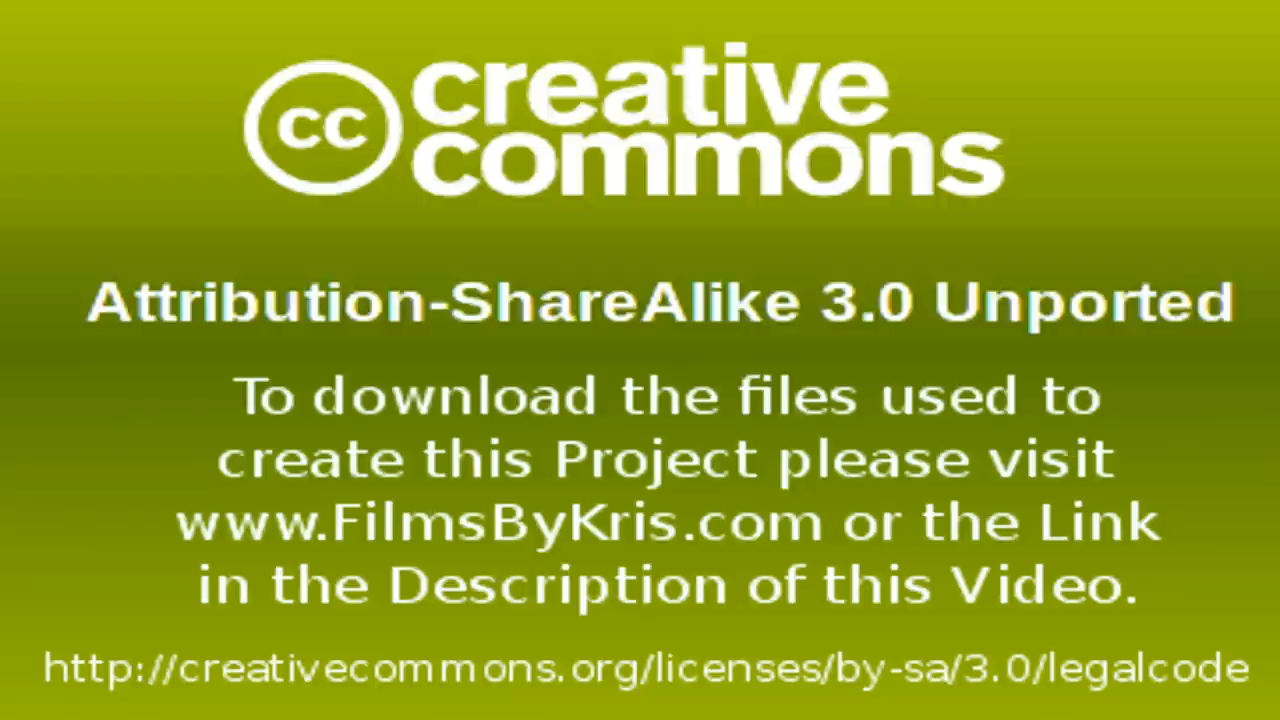 cc creative
commons
Attribution-ShareAlike 3.0 Unported
To download the files used to
create this Project please visit
www.FilmsByKris.com or the Link
in the Description of this Video.
http://creativecommons.org/licenses/by-sa/3.0/legalcode